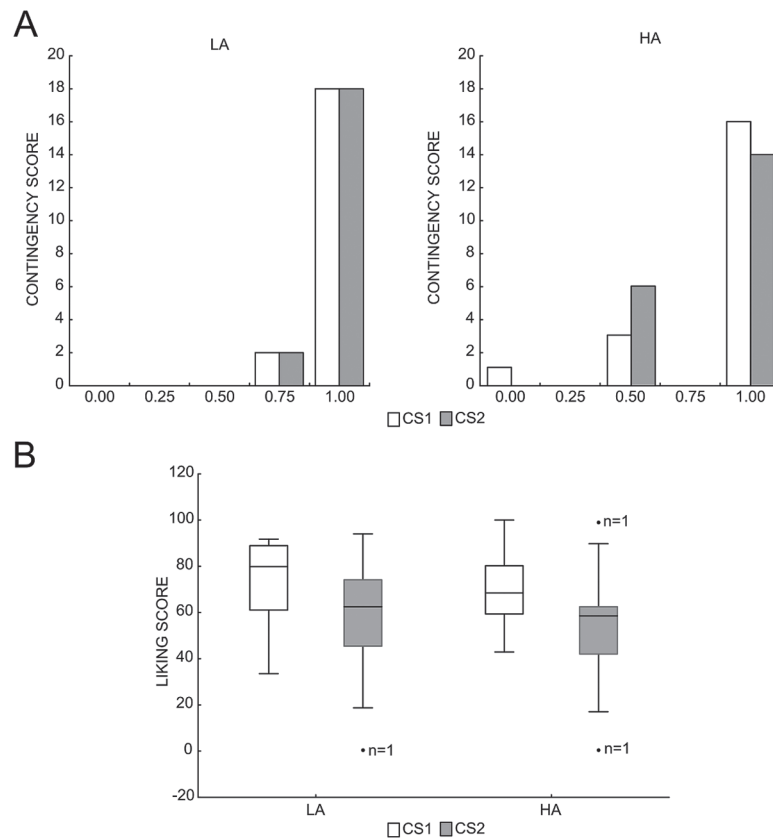 A
LA
HA
CONTINGENCY SCORE
20
18
16
14
12
10
8
6
4
2
0
0.00 0.25 0.50 0.75 1.00
CONTINGENCY SCORE
20
18
16
14
12
10
8
6
4
2
0
0.00 0.25 0.50 0.75 1.00
CS1 CS2
B
LIKING SCORE
120
100
80
60
40
20
0
-20
n=1
n=1
n=1
LA HA
CS1 CS2